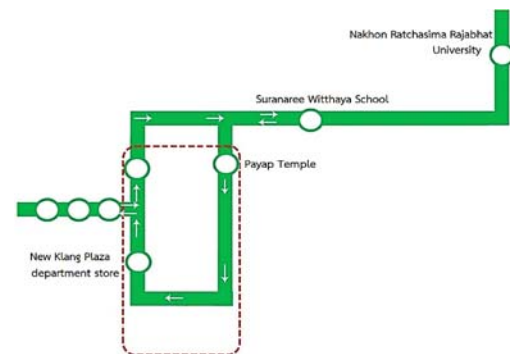 Nakhon Ratchasima Rajabhat
University
Suranaree Witthaya School
Payap Temple
New Klang Plaza
department store